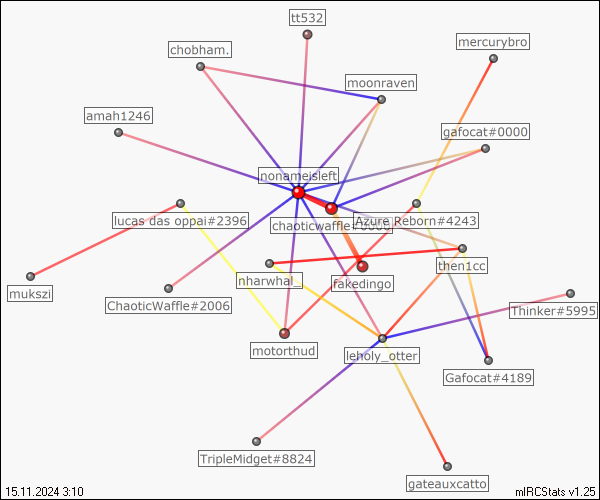 tt532
chobham.
mercurybro
moonraven
amah1246
gafocat#0000
nonameisleft
lucas das oppai#2396
chaoticwaffle#0000
Azure_Reborn#4243
then1cc
nharwhal_
fakedingo
mukszi
ChaoticWaffle#2006
Thinker#5995
motorthud
leholy_otter
Gafocat#4189
TripleMidget#8824
gateauxcatto
15.11.2024 3:10
mIRCStats v1.25